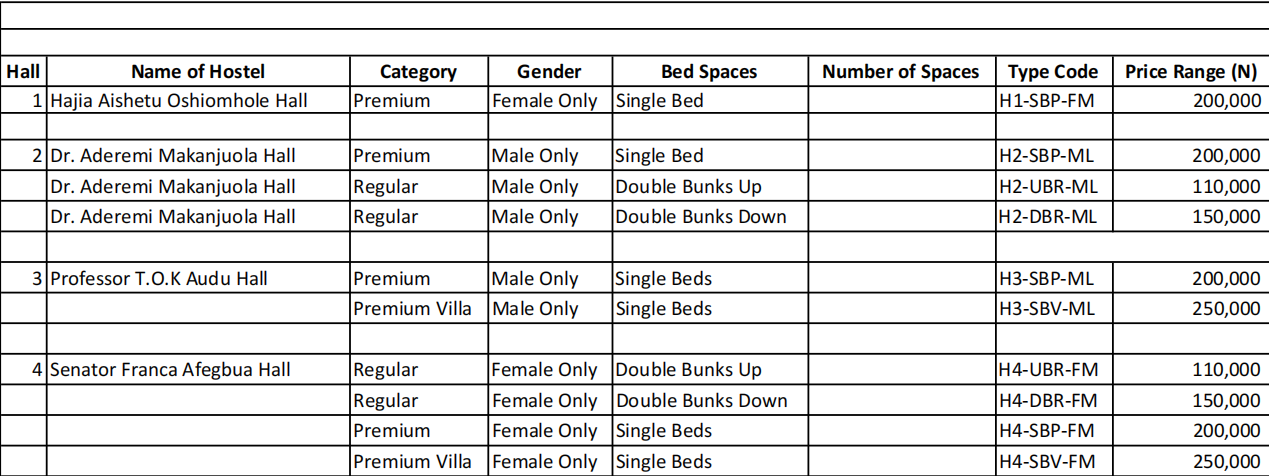 Hall Name of Hostel Category Gender Bed Spaces Number of Spaces Type Code Price Range (N)
1 Hajia Aishetu Oshiomhole Hall Premium Female Only Single Bed H1-SBP-FM 200,000
2 Dr. Aderemi Makanjuola Hall Premium Male Only Single Bed H2-SBP-ML 200,000
Dr. Aderemi Makanjuola Hall Regular Male Only Double Bunks Up H2-UBR-ML 110,000
Dr. Aderemi Makanjuola Hall Regular Male Only Double Bunks Down H2-DBR-ML 150,000
3 Professor T.O.K Audu Hall Premium Male Only Single Beds H3-SBP-ML 200,000
Premium Villa Male Only Single Beds H3-SBV-ML 250,000
4 Senator Franca Afegbua Hall Regular Female Only Double Bunks Up H4-UBR-FM 110,000
Regular Female Only Double Bunks Down H4-DBR-FM 150,000
Premium Female Only Single Beds H4-SBP-FM 200,000
Premium Villa Female Only Single Beds H4-SBV-FM 250,000